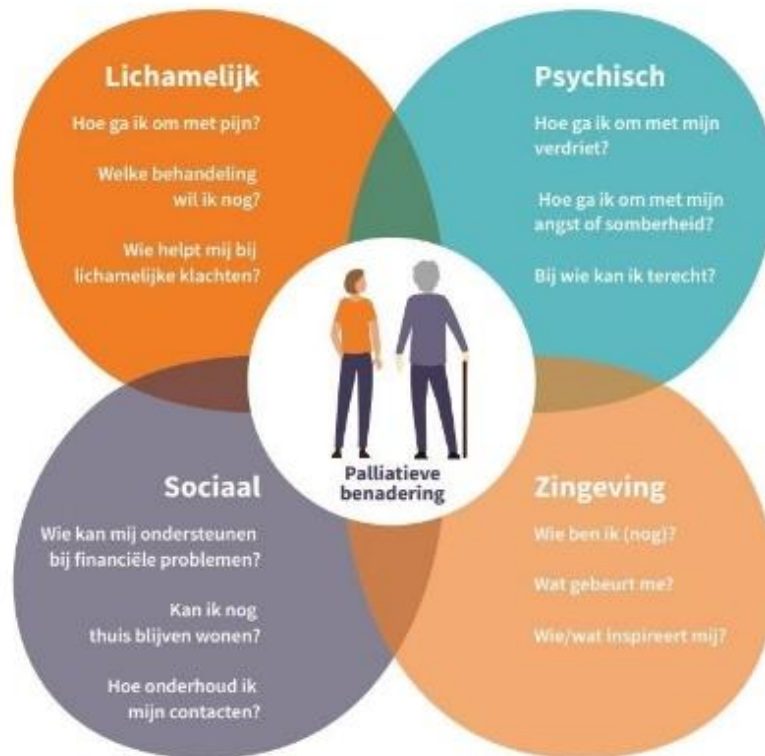 Lichamelijk
Hoe ga ik om met pijn?
Welke behandeling
wil ik nog?
Wie helpt mij bij
lichamelijke klachten?
Psychisch
Hoe ga ik om met mijn
verdriet?
Hoe ga ik om met mijn
angst of somberheid?
Bij wie kan ik terecht?
Palliatieve
benadering
Sociaal
Wie kan mij ondersteunen
bij financiële problemen?
Kan ik nog
thuis blijven wonen?
Hoe onderhoud ik
mijn contacten?
Zingeving
Wie ben ik (nog)?
Wat gebeurt me?
Wie/wat inspireert mij?